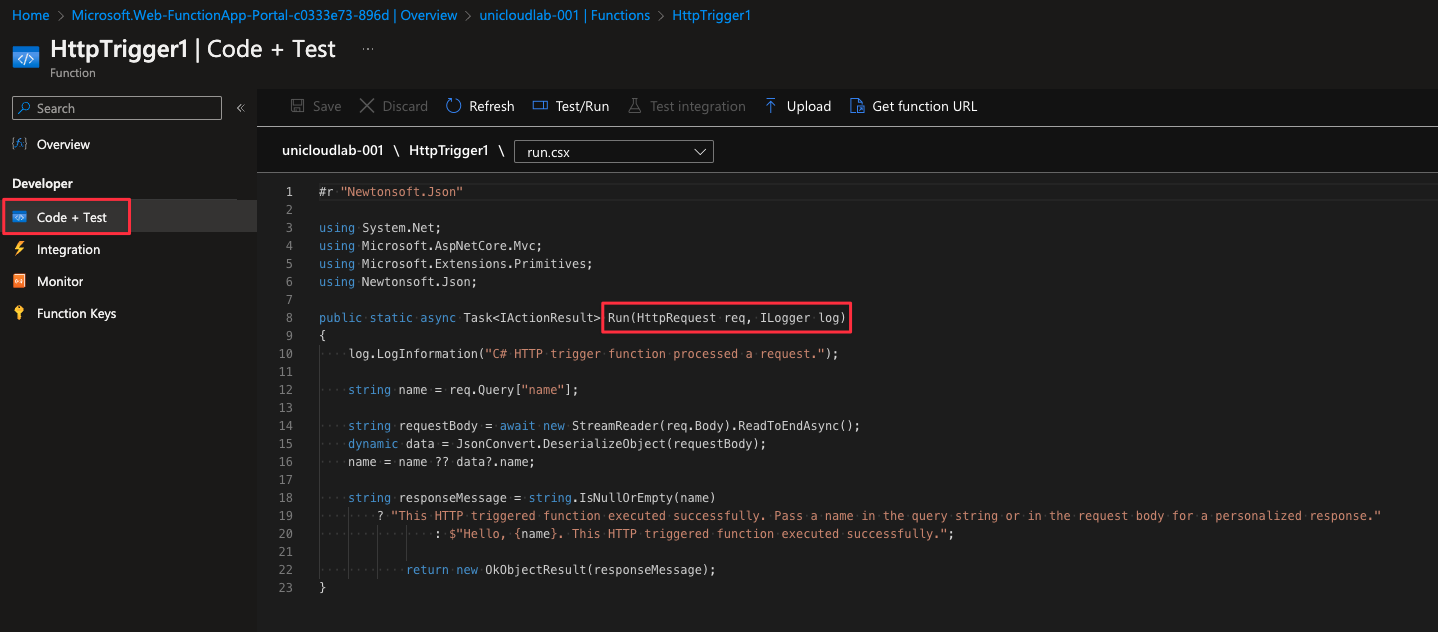 Home > Microsoft.Web-FunctionApp-Portal-c0333e73-896d | Overview > unicloudlab-001 | Functions > HttpTrigger1
HttpTrigger1 | Code + Test ...
Function
Search «
Save Discard Refresh Test/Run Test integration Upload Get function URL
Overview
Developer
Code + Test
Integration
Monitor
Function Keys
unicloudlab-001 \ HttpTrigger1 \ run.csx
1 #r "Newtonsoft.Json"
2
3 using System.Net;
4 using Microsoft.AspNetCore.Mvc;
5 using Microsoft.Extensions.Primitives;
6 using Newtonsoft.Json;
7
8 public static async Task<IActionResult> Run(HttpRequest req, ILogger log)
9 {
10     log.LogInformation("C# HTTP trigger function processed a request.");
11
12     string name = req.Query["name"];
13
14     string requestBody = await new StreamReader(req.Body).ReadToEndAsync();
15     dynamic data = JsonConvert.DeserializeObject(requestBody);
16     name = name ?? data?.name;
17
18     string responseMessage = string.IsNullOrEmpty(name)
19         ? "This HTTP triggered function executed successfully. Pass a name in the query string or in the request body for a personalized response."
20                 : $"Hello, {name}. This HTTP triggered function executed successfully.";
21
22             return new OkObjectResult(responseMessage);
23 }